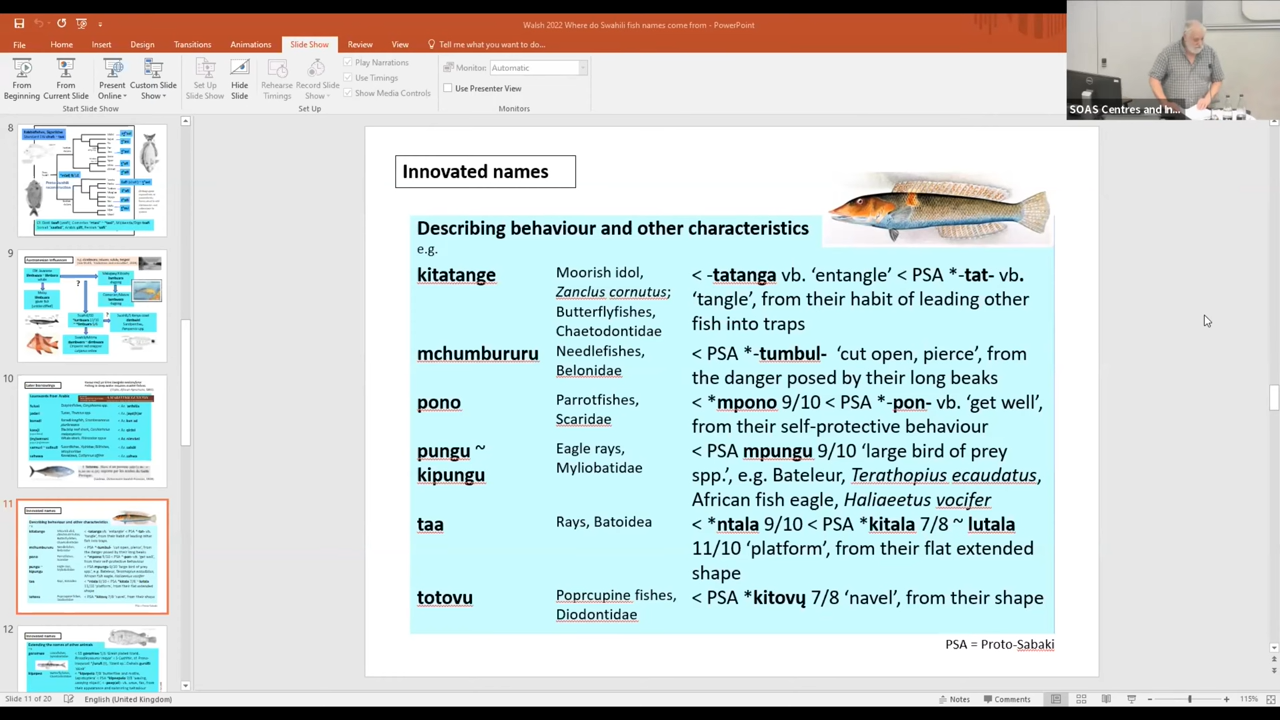 Walsh 2022 Where do Swahili fish names come from - PowerPoint
File Home Insert Design Transitions Animations Slide Show Review View Tell me what you want to do...
From Beginning
From Current Slide
Present Online
Custom Slide Show
Set Up Slide Show
Hide Slide
Rehearse Timings
Record Slide Show
Play Narrations
Use Timings
Show Media Controls
Monitor: Automatic
Use Presenter View
Start Slide Show
Set Up
Monitors
SOAS Centres and In...
8
9
10
11
12
Innovated names
Describing behaviour and other characteristics
e.g.
kitatange Moorish idol, < -tatanga vb, ‘entangle’ < PSA *-tat- vb.
Zanlus cornutus; ‘tangle’, from their habit of leading other
Butterflyfishes, fish into traps
Chaetodontidae
mchumbururu Needlefishes, < PSA *-tumbul- ‘cut open, pierce’, from
Belonidae the danger posed by their long beaks
pono Parrotfishes, < *mpono 9/10 < PSA *-pon- vb, ‘get well’,
Scaridae from their self-protective behaviour
pungu ~ Eagle rays, < PSA mpungu 9/10 ‘large bird of prey
kipungu Myliobatidae spp.’, e.g. Bateleur, Terathopius ecaudatus,
African fish eagle, Haliaeetus vocifer
taa Rays, Batoidea < *ntala 9/10 < PSA *kitala 7/8 ~ lutala
11/10 ‘platform’, from their flat extended
shape
totovu Poprcupine fishes, < PSA *kitovų 7/8 ‘navel’, from their shape
Diodontidae
PSA = Proto-Sabaki
Slide 11 of 20 English (United Kingdom) Notes Comments 115%